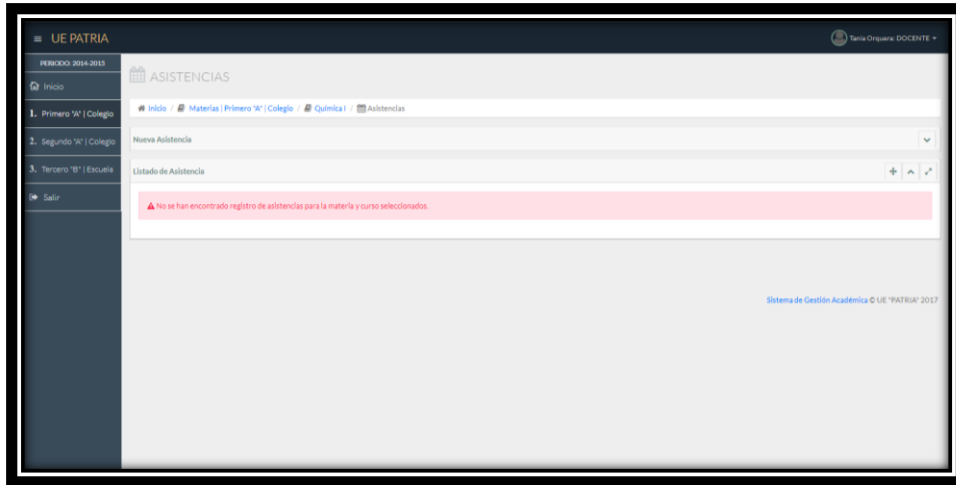 UE PATRIA
Tania Orquera: DOCENTE
PERIODO: 2014-2015
Inicio
1. Primero "A" | Colegio
2. Segundo "A" | Colegio
3. Tercero "B" | Escuela
Salir
ASISTENCIAS
Inicio / Materias | Primero "A" | Colegio / Química I / Asistencias
Nueva Asistencia
Listado de Asistencia
No se han encontrado registro de asistencias para la materia y curso seleccionados.
Sistema de Gestión Académica © UE "PATRIA" 2017